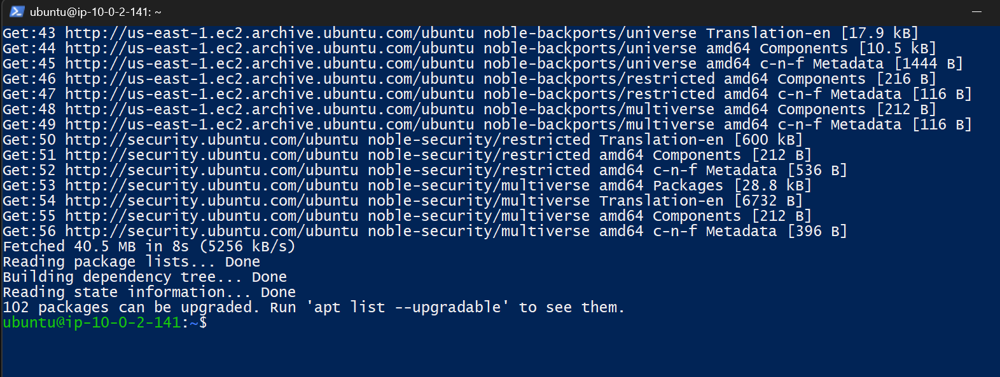 ubuntu@ip-10-0-2-141: ~
Get:43 http://us-east-1.ec2.archive.ubuntu.com/ubuntu noble-backports/universe Translation-en [17.9 kB]
Get:44 http://us-east-1.ec2.archive.ubuntu.com/ubuntu noble-backports/universe amd64 Components [10.5 kB]
Get:45 http://us-east-1.ec2.archive.ubuntu.com/ubuntu noble-backports/universe amd64 c-n-f Metadata [1444 B]
Get:46 http://us-east-1.ec2.archive.ubuntu.com/ubuntu noble-backports/restricted amd64 Components [216 B]
Get:47 http://us-east-1.ec2.archive.ubuntu.com/ubuntu noble-backports/restricted amd64 c-n-f Metadata [116 B]
Get:48 http://us-east-1.ec2.archive.ubuntu.com/ubuntu noble-backports/multiverse amd64 Components [212 B]
Get:49 http://us-east-1.ec2.archive.ubuntu.com/ubuntu noble-backports/multiverse amd64 c-n-f Metadata [116 B]
Get:50 http://security.ubuntu.com/ubuntu noble-security/restricted Translation-en [600 kB]
Get:51 http://security.ubuntu.com/ubuntu noble-security/restricted amd64 Components [212 B]
Get:52 http://security.ubuntu.com/ubuntu noble-security/restricted amd64 c-n-f Metadata [536 B]
Get:53 http://security.ubuntu.com/ubuntu noble-security/multiverse amd64 Packages [28.8 kB]
Get:54 http://security.ubuntu.com/ubuntu noble-security/multiverse Translation-en [6732 B]
Get:55 http://security.ubuntu.com/ubuntu noble-security/multiverse amd64 Components [212 B]
Get:56 http://security.ubuntu.com/ubuntu noble-security/multiverse amd64 c-n-f Metadata [396 B]
Fetched 40.5 MB in 8s (5256 kB/s)
Reading package lists... Done
Building dependency tree... Done
Reading state information... Done
102 packages can be upgraded. Run 'apt list --upgradable' to see them.
ubuntu@ip-10-0-2-141:~$